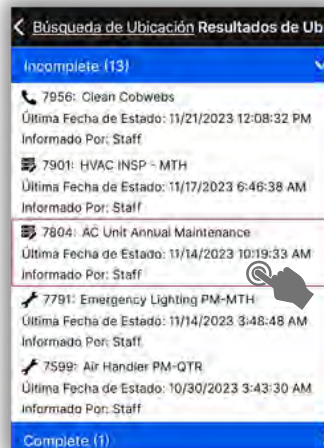 Búsqueda de Ubicación Resultados de Ub
Incomplete (13)
7956: Clean Cobwebs
Última Fecha de Estado: 11/21/2023 12:08:32 PM
Informado Por: Staff
7901: HVAC INSP - MTH
Última Fecha de Estado: 11/17/2023 6:46:38 AM
Informado Por: Staff
7804: AC Unit Annual Maintenance
Última Fecha de Estado: 11/14/2023 10:19:33 AM
Informado Por: Staff
7791: Emergency Lighting PM-MTH
Última Fecha de Estado: 11/14/2023 3:48:48 AM
Informado Por: Staff
7599: Air Handler PM-QTR
Última Fecha de Estado: 10/30/2023 3:43:30 AM
Informado Por: Staff
Complete (1)